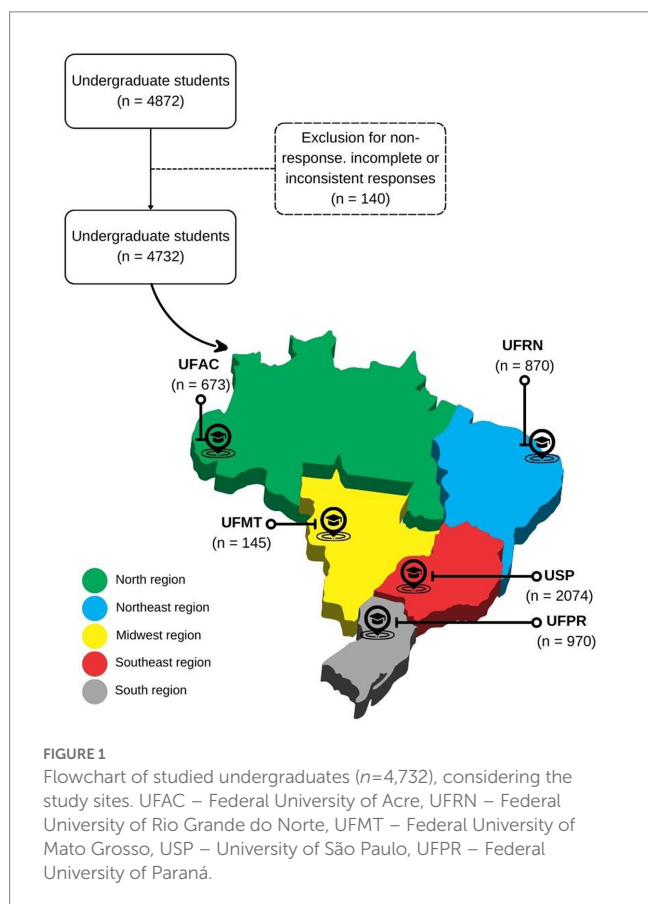 Undergraduate students
(n = 4872)
Exclusion for non-
response. incomplete or
inconsistent responses
(n = 140)
Undergraduate students
(n = 4732)
UFAC
(n = 673)
UFRN
(n = 870)
UFMT
(n = 145)
USP
(n = 2074)
UFPR
(n = 970)
North region
Northeast region
Midwest region
Southeast region
South region
FIGURE 1
Flowchart of studied undergraduates (n=4,732), considering the
study sites. UFAC – Federal University of Acre, UFRN – Federal
University of Rio Grande do Norte, UFMT – Federal University of
Mato Grosso, USP – University of São Paulo, UFPR – Federal
University of Paraná.